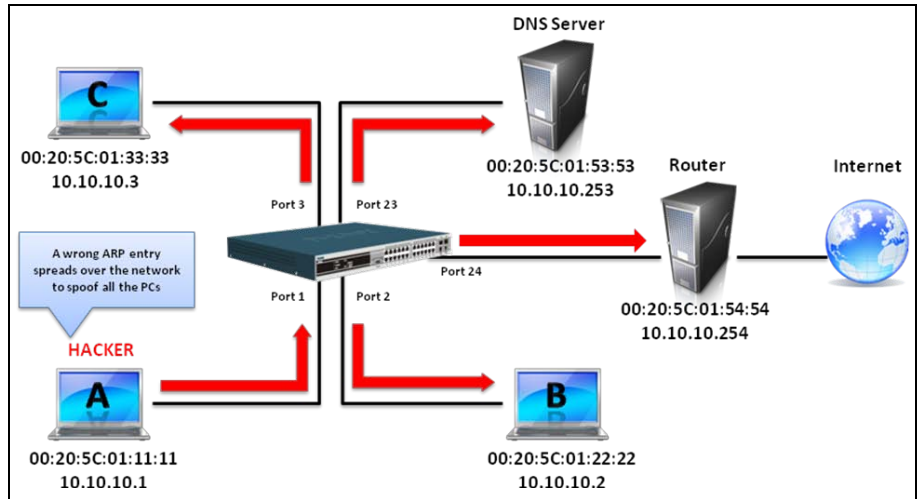 DNS Server
C
00:20:5C:01:33:33
10.10.10.3
00:20:5C:01:53:53
10.10.10.253
Router
Internet
Port 3
Port 23
A wrong ARP entry
spreads over the network
to spoof all the PCs
Port 24
Port 1
Port 2
00:20:5C:01:54:54
10.10.10.254
HACKER
A
B
00:20:5C:01:11:11
10.10.10.1
00:20:5C:01:22:22
10.10.10.2